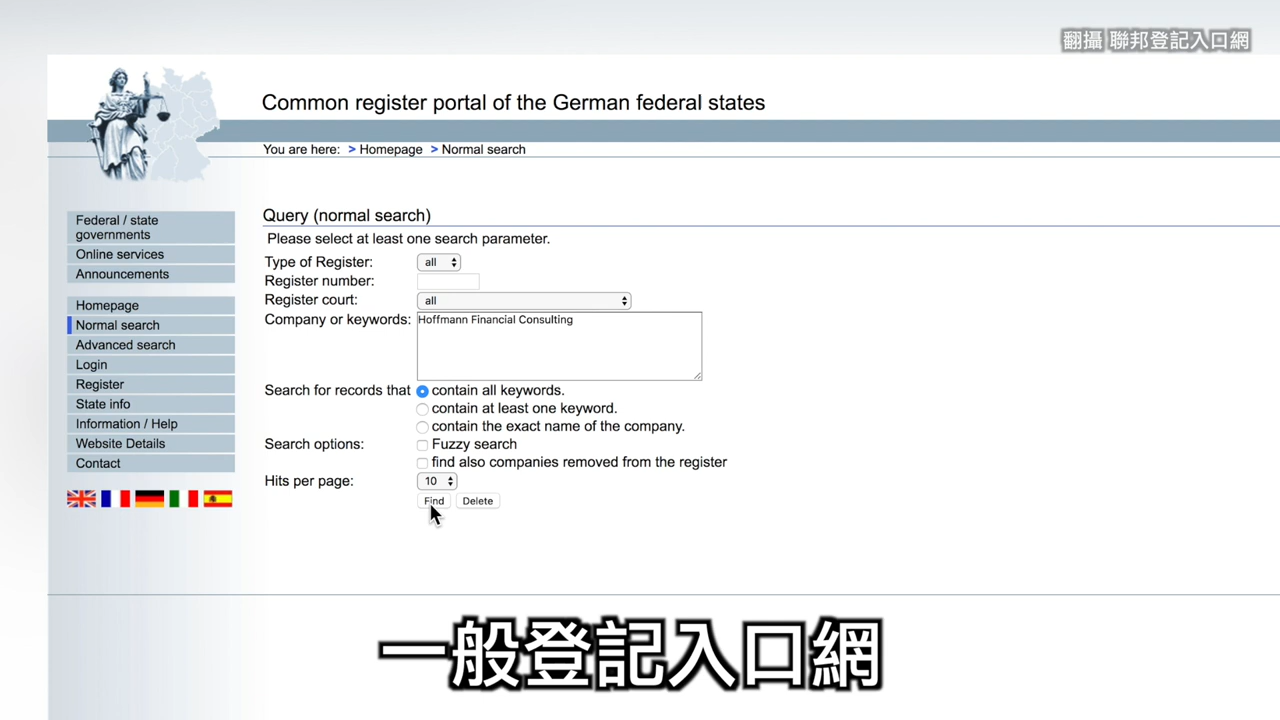 翻攝 聯邦登記入口網
Common register portal of the German federal states
You are here: > Homepage > Normal search
Federal / state
governments
Online services
Announcements
Homepage
Normal search
Advanced search
Login
Register
State info
Information / Help
Website Details
Contact
Query (normal search)
Please select at least one search parameter.
Type of Register: all
Register number:
Register court: all
Company or keywords: Hoffmann Financial Consulting
Search for records that contain all keywords.
contain at least one keyword.
contain the exact name of the company.
Search options: Fuzzy search
find also companies removed from the register
Hits per page: 10
Find Delete
一般登記入口網